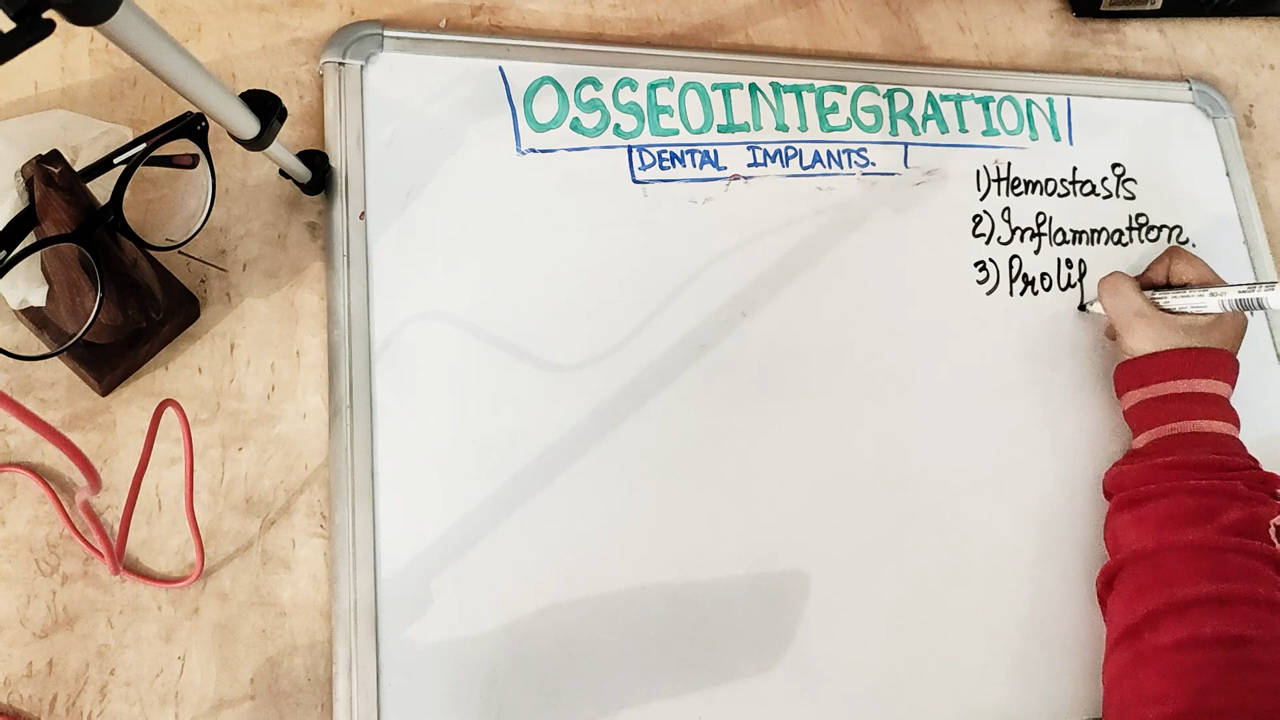 OSSEOINTEGRATION
DENTAL IMPLANTS.
1) Hemostasis
2) Inflammation.
3) Prolif